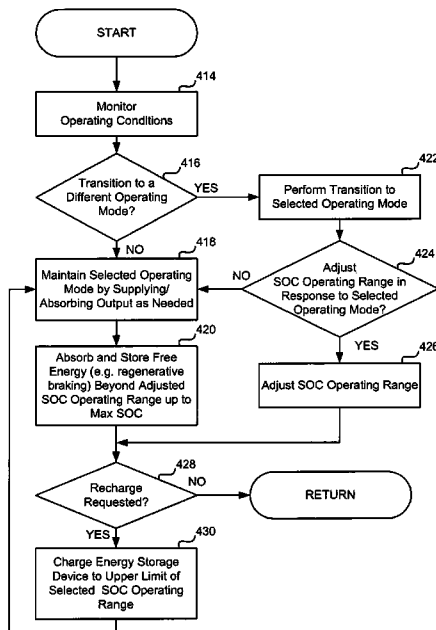 START
414
Monitor
Operating Conditions
416
Transition to a
Different Operating
Mode?
YES
NO
422
Perform Transition to
Selected Operating Mode
424
Adjust
SOC Operating Range in
Response to Selected
Operating Mode?
NO
YES
418
Maintain Selected Operating
Mode by Supplying/
Absorbing Output as Needed
420
Absorb and Store Free
Energy (e.g. regenerative
braking) Beyond Adjusted
SOC Operating Range up to
Max SOC
426
Adjust SOC Operating Range
428
Recharge
Requested?
NO
YES
RETURN
430
Charge Energy Storage
Device to Upper Limit of
Selected SOC Operating
Range